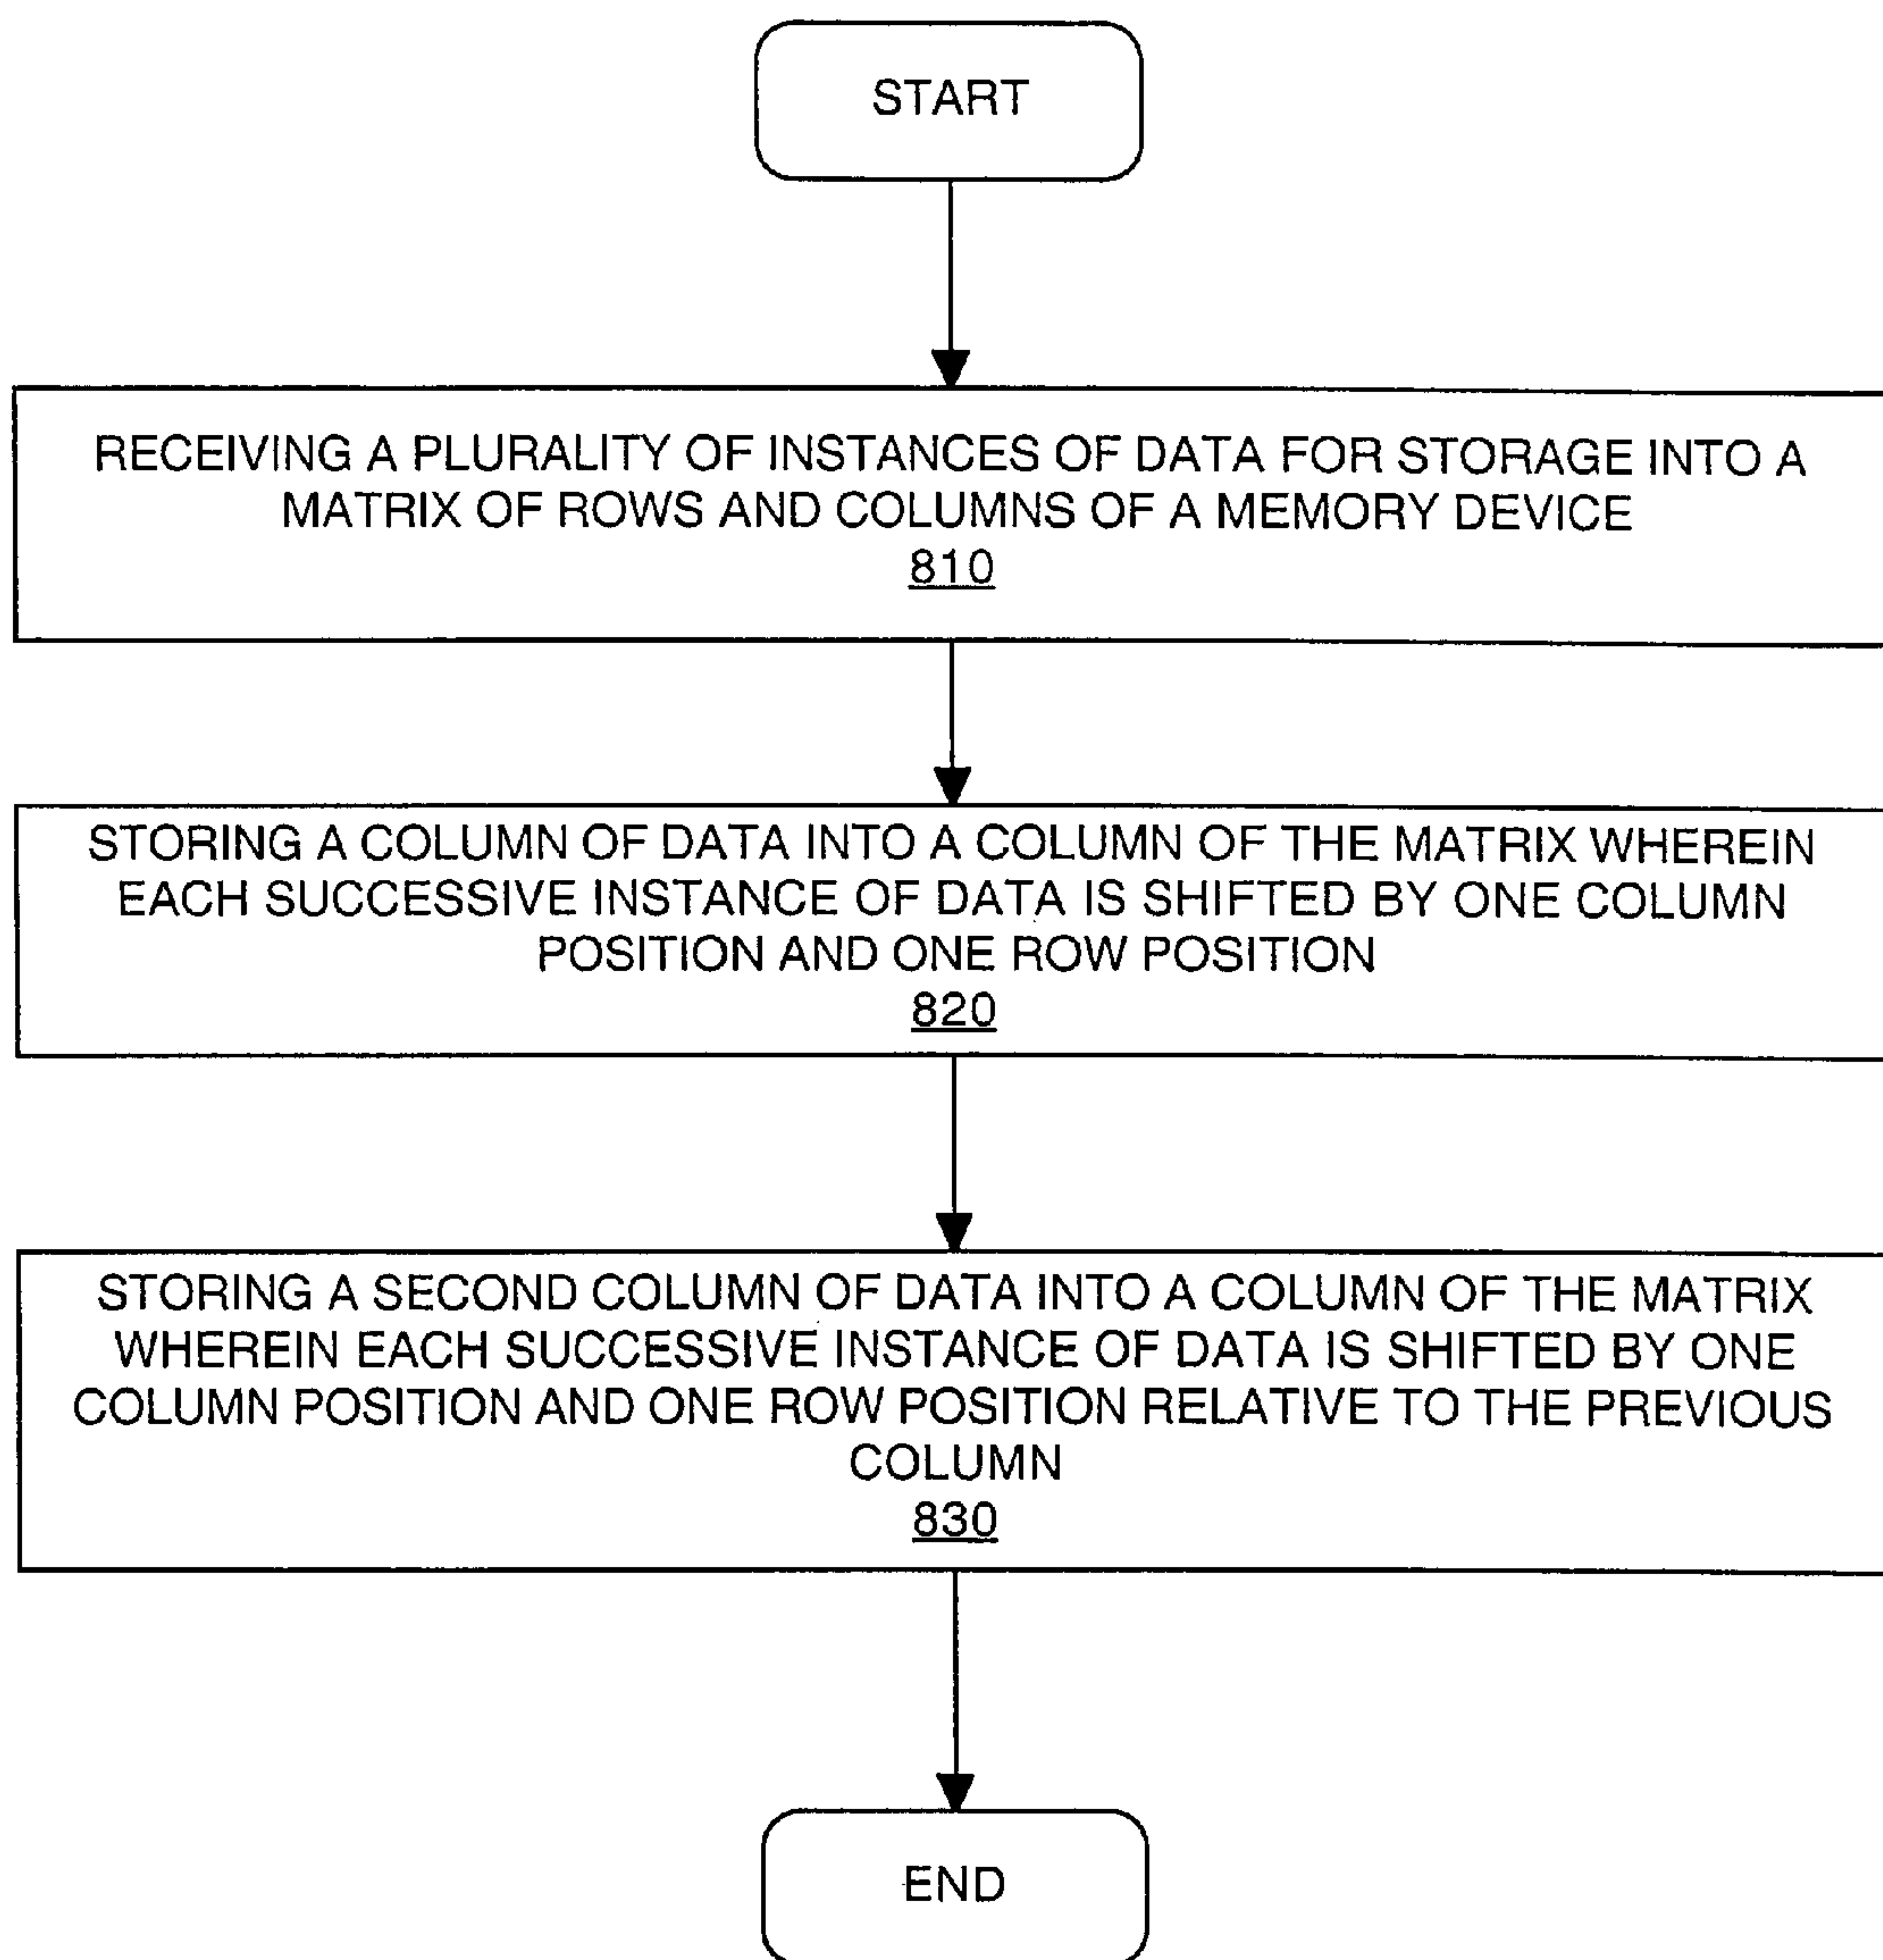 START
RECEIVING A PLURALITY OF INSTANCES OF DATA FOR STORAGE INTO A
MATRIX OF ROWS AND COLUMNS OF A MEMORY DEVICE
810
STORING A COLUMN OF DATA INTO A COLUMN OF THE MATRIX WHEREIN
EACH SUCCESSIVE INSTANCE OF DATA IS SHIFTED BY ONE COLUMN
POSITION AND ONE ROW POSITION
820
STORING A SECOND COLUMN OF DATA INTO A COLUMN OF THE MATRIX
WHEREIN EACH SUCCESSIVE INSTANCE OF DATA IS SHIFTED BY ONE
COLUMN POSITION AND ONE ROW POSITION RELATIVE TO THE PREVIOUS
COLUMN
830
END